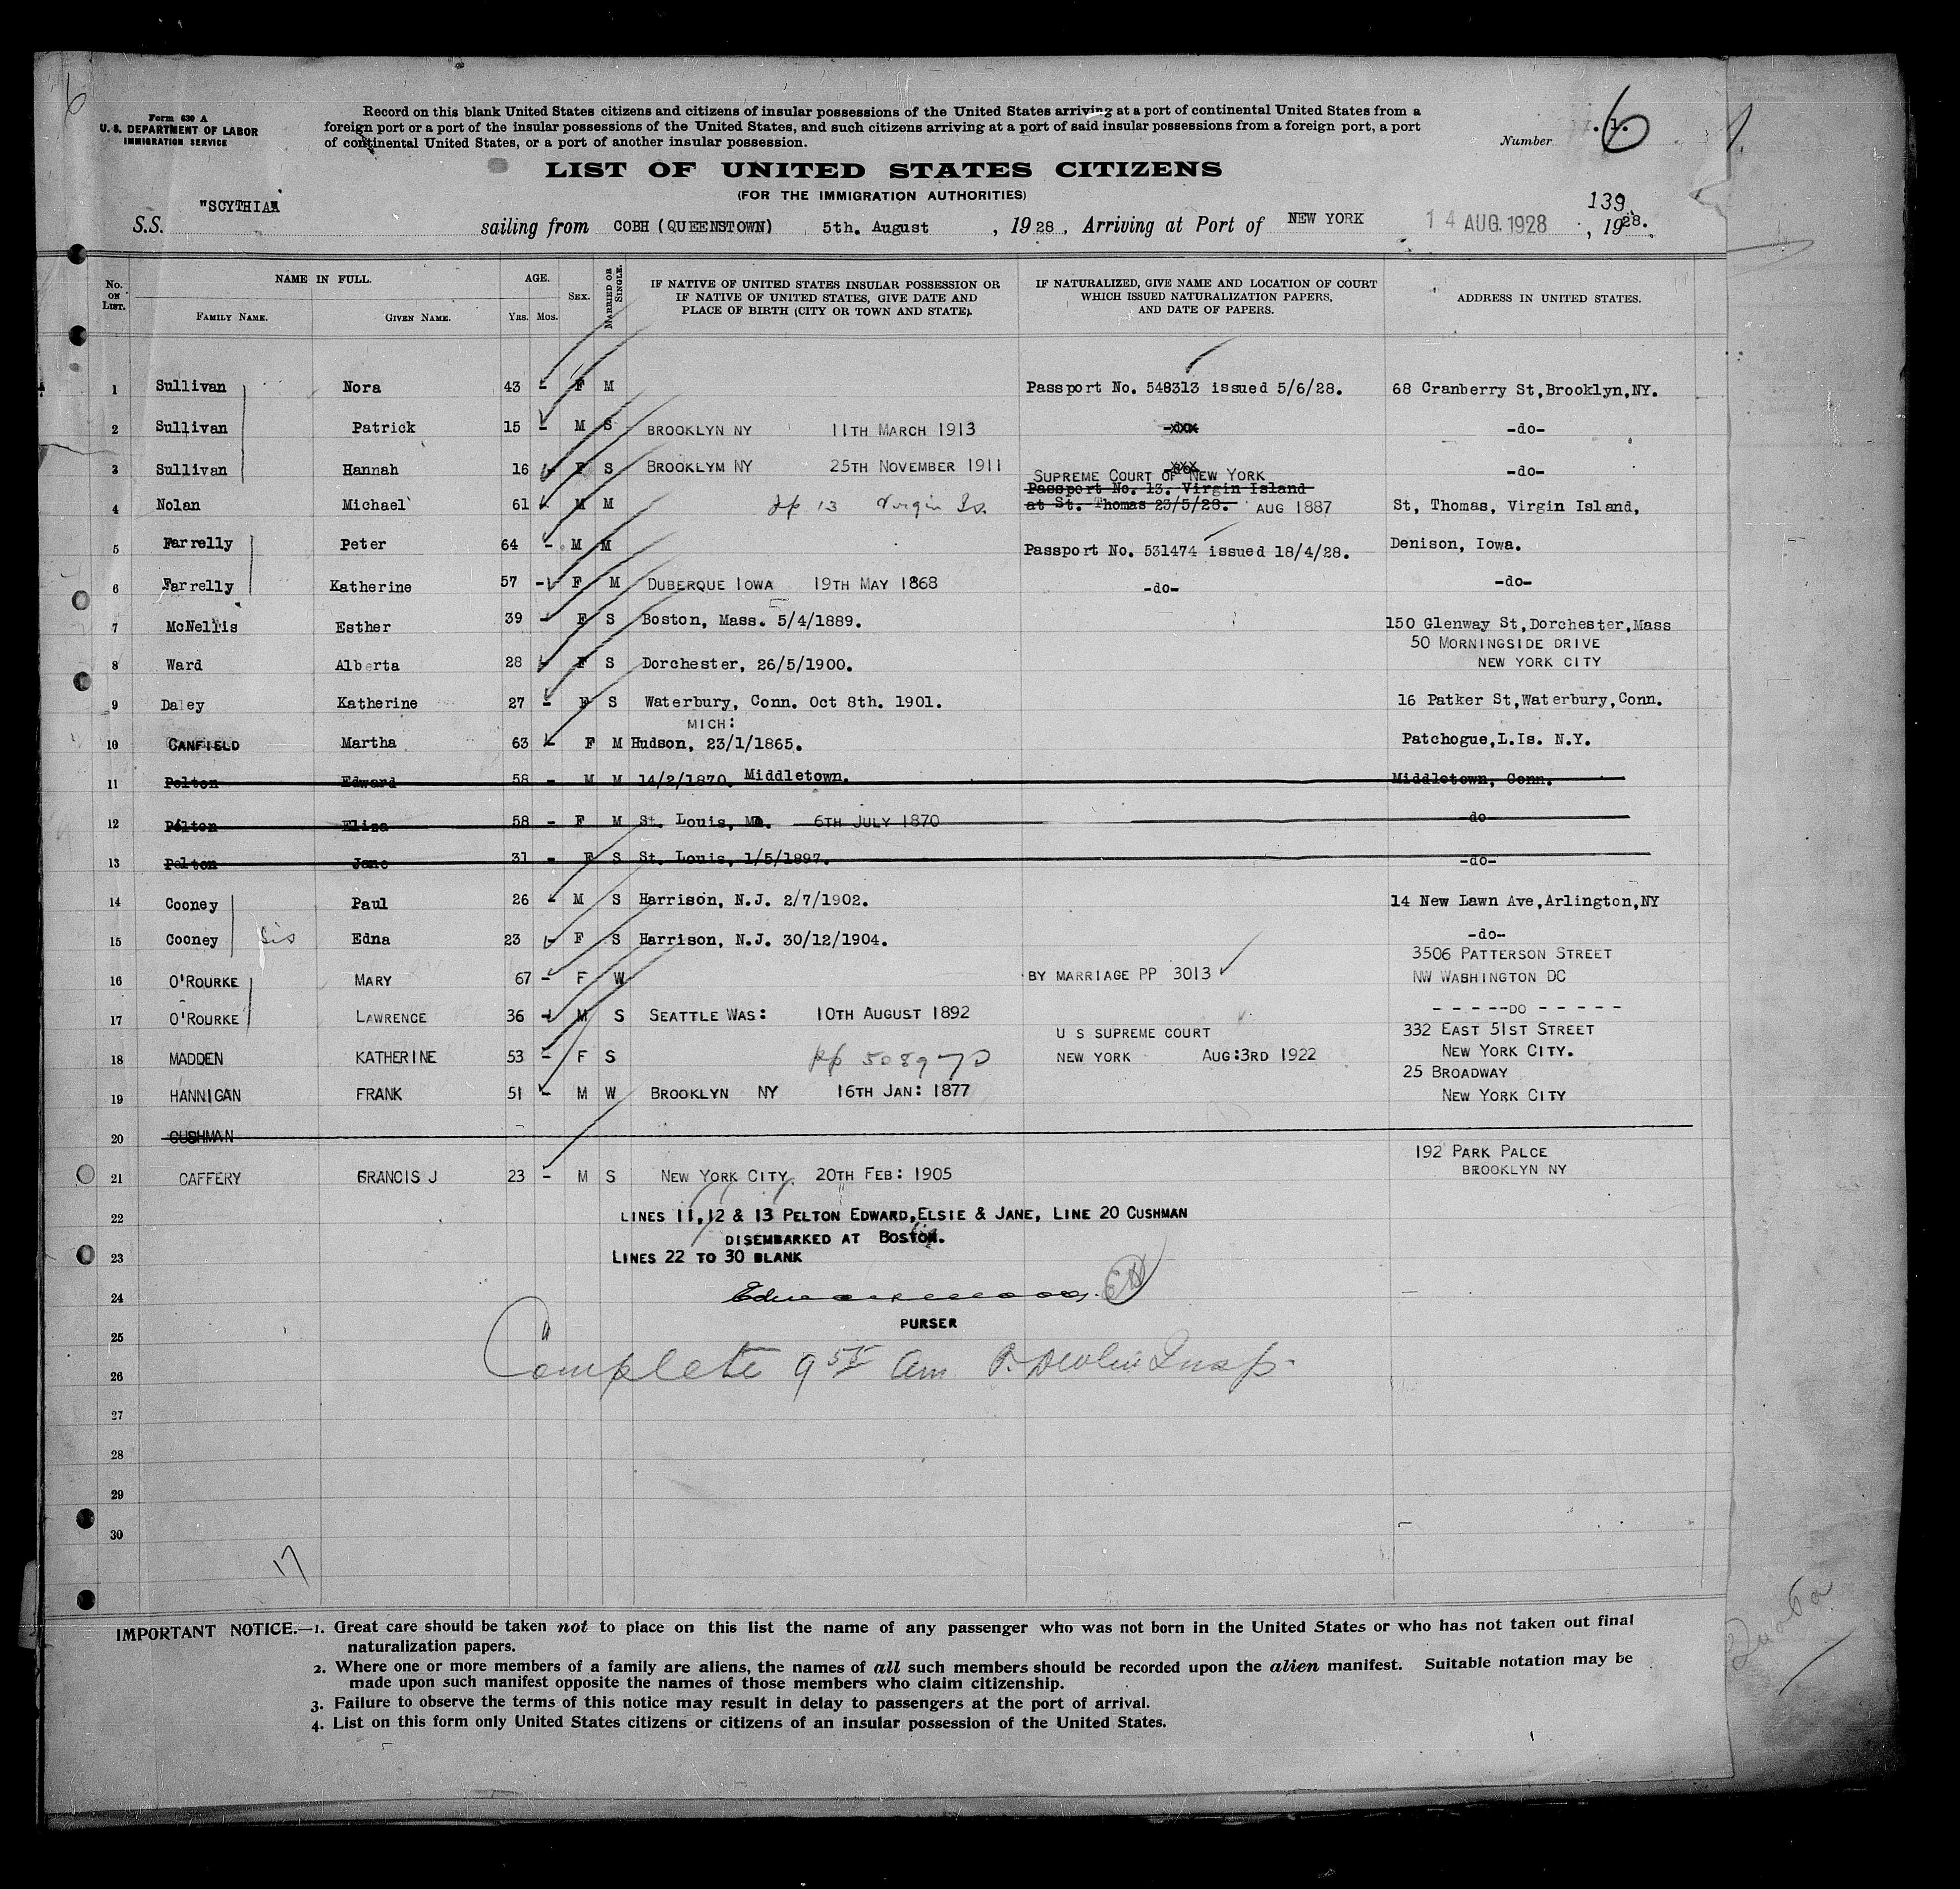 6
Form 630 A
U. S. DEPARTMENT OF LABOR
IMMIGRATION SERVICE
Record on this blank United States citizens and citizens of insular possessions of the United States arriving at a port of continental United States from a
foreign port or a port of the insular possessions of the United States, and such citizens arriving at a port of said insular possessions from a foreign port, a port
of continental United States, or a port of another insular possession.
Number 6
LIST OF UNITED STATES CITIZENS
(FOR THE IMMIGRATION AUTHORITIES)
139
S.S. "SCYTHIA" sailing from COBH (QUEENSTOWN) 5th. August , 19 28 , Arriving at Port of NEW YORK 14 AUG. 1928 , 1928.
No. ON LIST. NAME IN FULL. FAMILY NAME. GIVEN NAME. AGE. YRS. MOS. SEX. MARRIED OR SINGLE. IF NATIVE OF UNITED STATES INSULAR POSSESSION OR IF NATIVE OF UNITED STATES, GIVE DATE AND PLACE OF BIRTH (CITY OR TOWN AND STATE). IF NATURALIZED, GIVE NAME AND LOCATION OF COURT WHICH ISSUED NATURALIZATION PAPERS, AND DATE OF PAPERS. ADDRESS IN UNITED STATES.
1 Sullivan Nora 43 - F M Passport No. 548313 issued 5/6/28. 68 Cranberry St,Brooklyn,NY.
2 Sullivan Patrick 15 - M S BROOKLYN NY 11TH MARCH 1913 -do-
3 Sullivan Hannah 16 - F S BROOKLYM NY 25TH NOVEMBER 1911 -do-
SUPREME COURT OF NEW YORK
Passport No. 13. Virgin Island
4 Nolan Michael 61 M M pp 13 Virgin Is. at St. Thomas 23/5/28. AUG 1887 St, Thomas, Virgin Island,
5 Farrelly Peter 64 - M M Passport No. 531474 issued 18/4/28. Denison, Iowa.
6 Farrelly Katherine 57 - F M DUBERQUE IOWA 19TH MAY 1868 -do- -do-
7 McNellis Esther 39 - F S Boston, Mass. 5/4/1889. 150 Glenway St,Dorchester,Mass
50 MORNINGSIDE DRIVE
8 Ward Alberta 28 - F S Dorchester, 26/5/1900. NEW YORK CITY
9 Daley Katherine 27 - F S Waterbury, Conn. Oct 8th. 1901. 16 Patker St,Waterbury,Conn.
MICH:
10 CANFIELD Martha 63 - F M Hudson, 23/1/1865. Patchogue,L.Is. N.Y.
11 Pelton Edward 58 - M M 14/2/1870. Middletown. Middletown, Conn.
12 Pelton Eliza 58 - F M St. Louis, Mo. 6TH JULY 1870 -do-
13 Pelton Jane 31 - F S St. Louis, 1/5/1897. -do-
14 Cooney Paul 26 - M S Harrison, N.J. 2/7/1902. 14 New Lawn Ave,Arlington,NY
15 Cooney Sis Edna 23 - F S Harrison, N.J. 30/12/1904. -do-
3506 PATTERSON STREET
16 O'ROURKE MARY 67 - F W BY MARRIAGE PP 3013 NW WASHINGTON DC
17 O'ROURKE LAWRENCE 36 - M S SEATTLE WAS: 10TH AUGUST 1892 - - - - -DO - - - - -
U S SUPREME COURT 332 EAST 51ST STREET
18 MADDEN KATHERINE 53 - F S pp 508970 NEW YORK AUG:3RD 1922 NEW YORK CITY.
25 BROADWAY
19 HANNIGAN FRANK 51 - M W BROOKLYN NY 16TH JAN: 1877 NEW YORK CITY
20 CUSHMAN
192 PARK PALCE
21 CAFFERY FRANCIS J 23 - M S NEW YORK CITY. 20TH FEB: 1905 BROOKLYN NY
22 LINES 11,12 & 13 PELTON EDWARD,ELSIE & JANE, LINE 20 CUSHMAN
DISEMBARKED AT BOSTON.
23 LINES 22 TO 30 BLANK
24
PURSER
25
26 Complete 9 55 am P. Devlin Insp.
27
28
29
30
17
IMPORTANT NOTICE.—1. Great care should be taken not to place on this list the name of any passenger who was not born in the United States or who has not taken out final
naturalization papers.
2. Where one or more members of a family are aliens, the names of all such members should be recorded upon the alien manifest. Suitable notation may be
made upon such manifest opposite the names of those members who claim citizenship.
3. Failure to observe the terms of this notice may result in delay to passengers at the port of arrival.
4. List on this form only United States citizens or citizens of an insular possession of the United States.